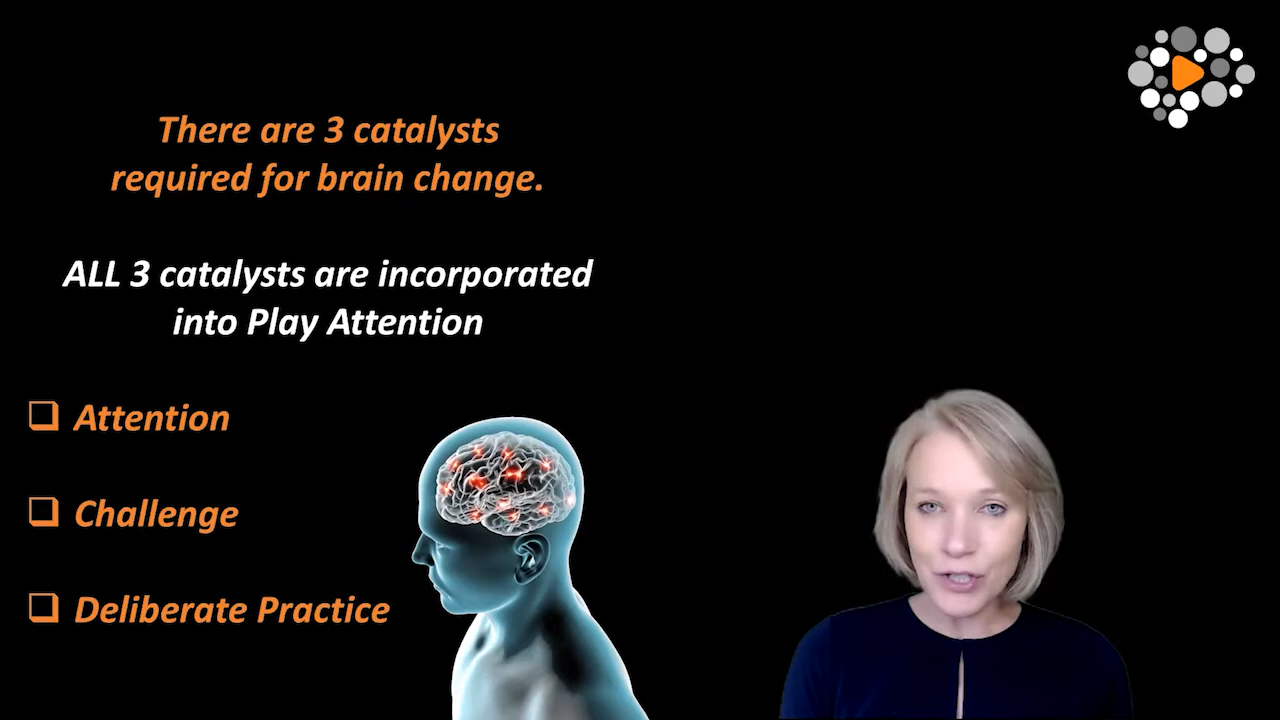 There are 3 catalysts
required for brain change.
ALL 3 catalysts are incorporated
into Play Attention
Attention
Challenge
Deliberate Practice